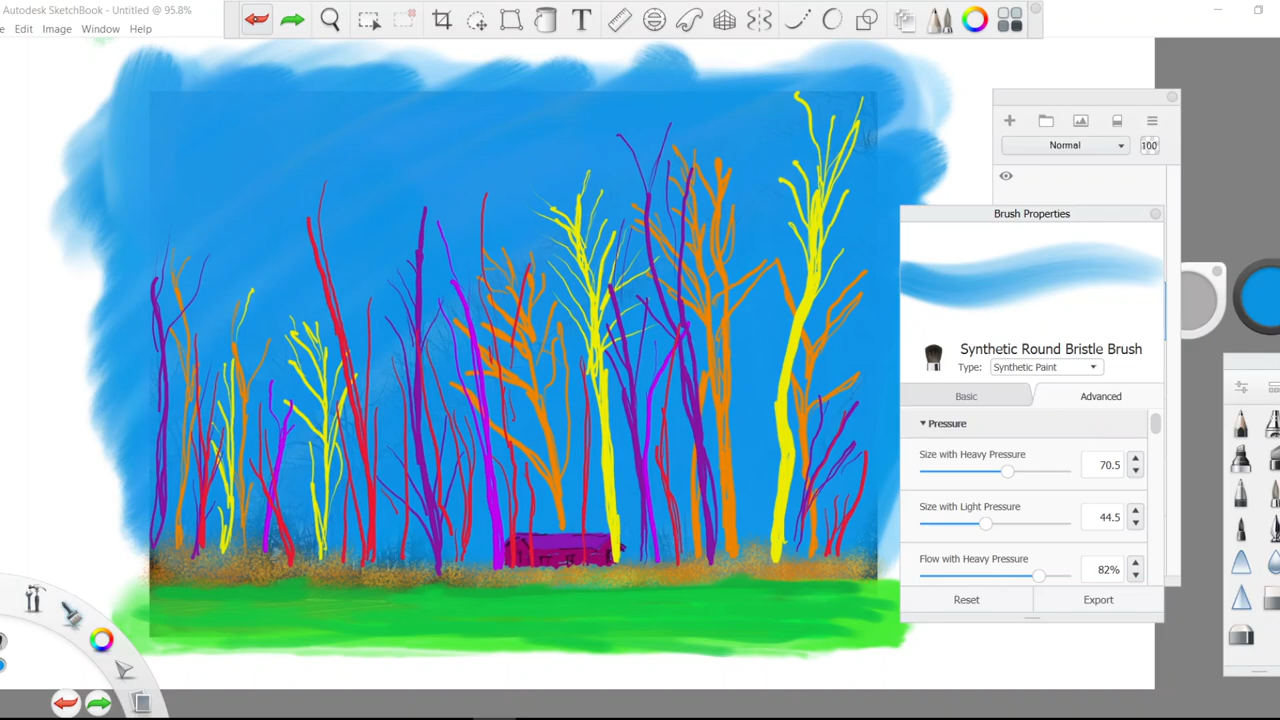 Autodesk SketchBook - Untitled @ 95.8%
Edit Image Window Help
T
Normal
100
Brush Properties
Synthetic Round Bristle Brush
Type: Synthetic Paint
Basic Advanced
Pressure
Size with Heavy Pressure
70.5
Size with Light Pressure
44.5
Flow with Heavy Pressure
82%
Reset Export